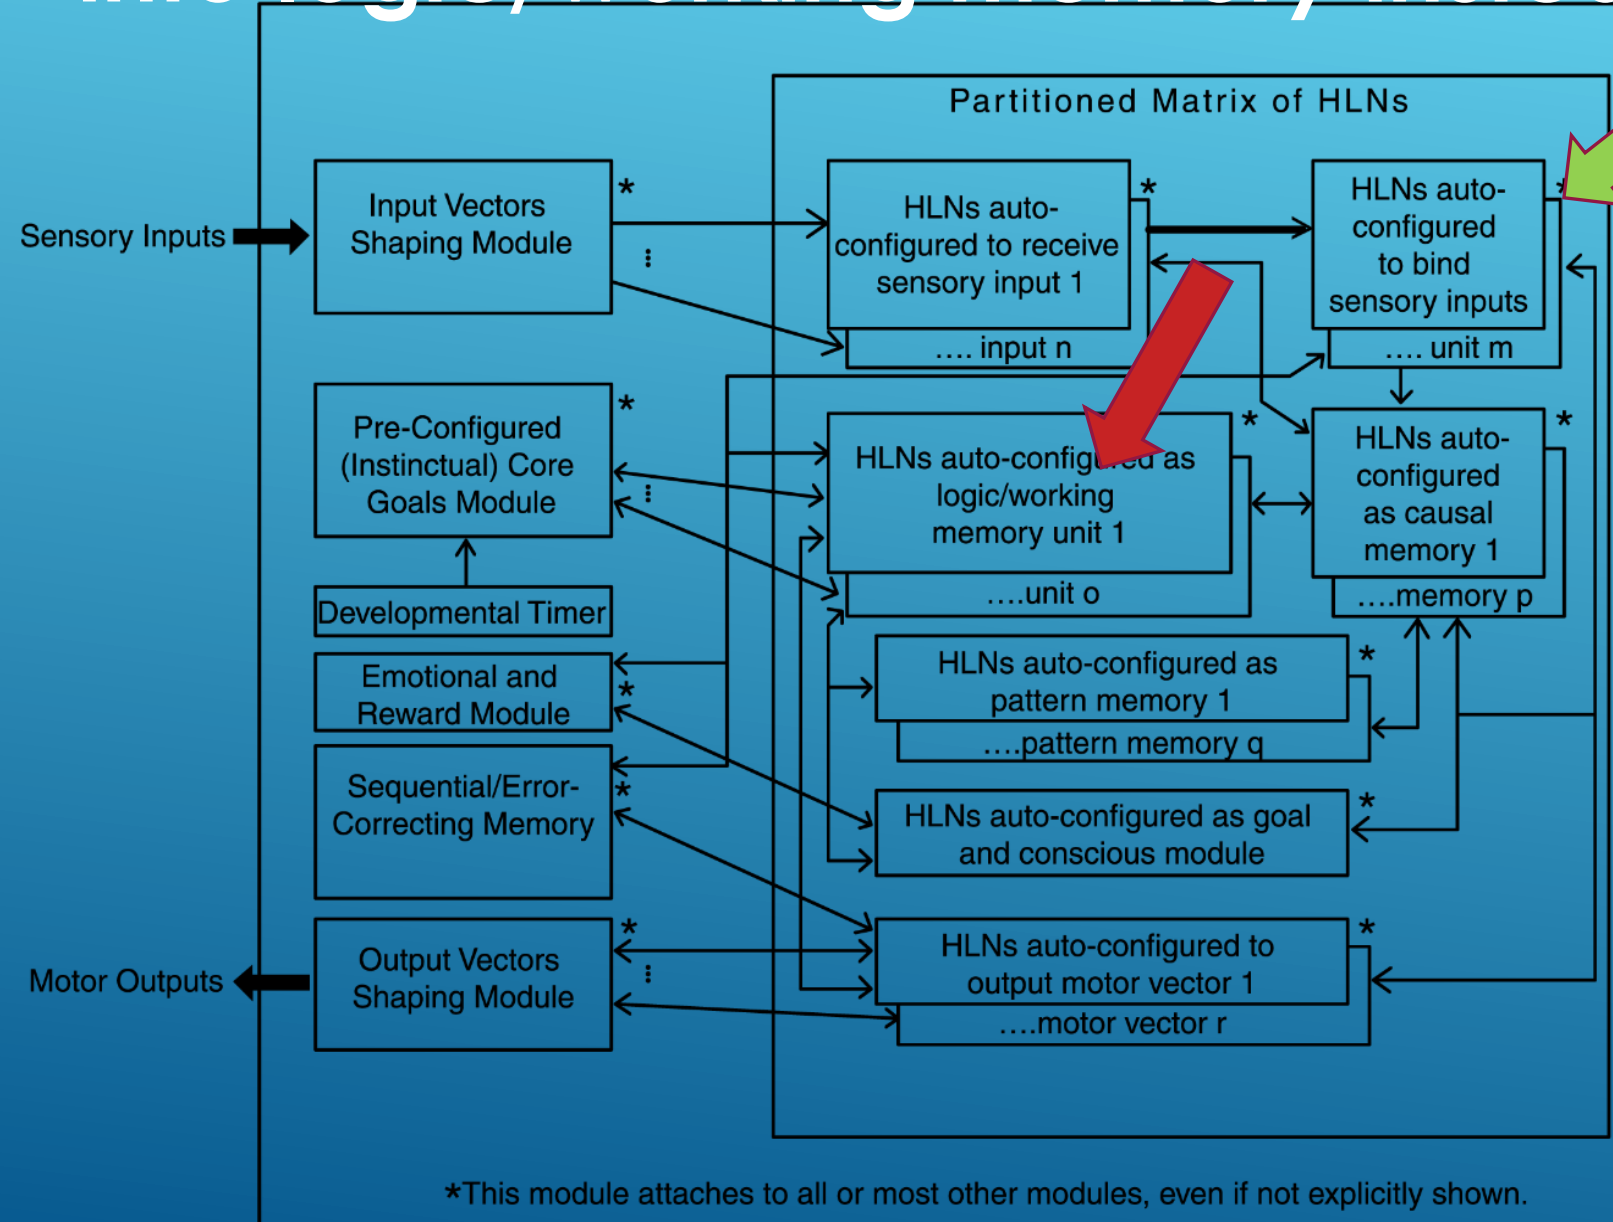 Partitioned Matrix of HLNs
Sensory Inputs
Input Vectors
Shaping Module
*
HLNs auto-
configured to receive
sensory input 1
*
.... input n
HLNs auto-
configured
to bind
sensory inputs
*
.... unit m
Pre-Configured
(Instinctual) Core
Goals Module
*
HLNs auto-configured as
logic/working
memory unit 1
*
....unit o
HLNs auto-
configured
as causal
memory 1
*
....memory p
Developmental Timer
Emotional and
Reward Module
*
HLNs auto-configured as
pattern memory 1
*
....pattern memory q
Sequential/Error-
Correcting Memory
*
HLNs auto-configured as goal
and conscious module
*
Motor Outputs
Output Vectors
Shaping Module
*
HLNs auto-configured to
output motor vector 1
*
....motor vector r
*This module attaches to all or most other modules, even if not explicitly shown.